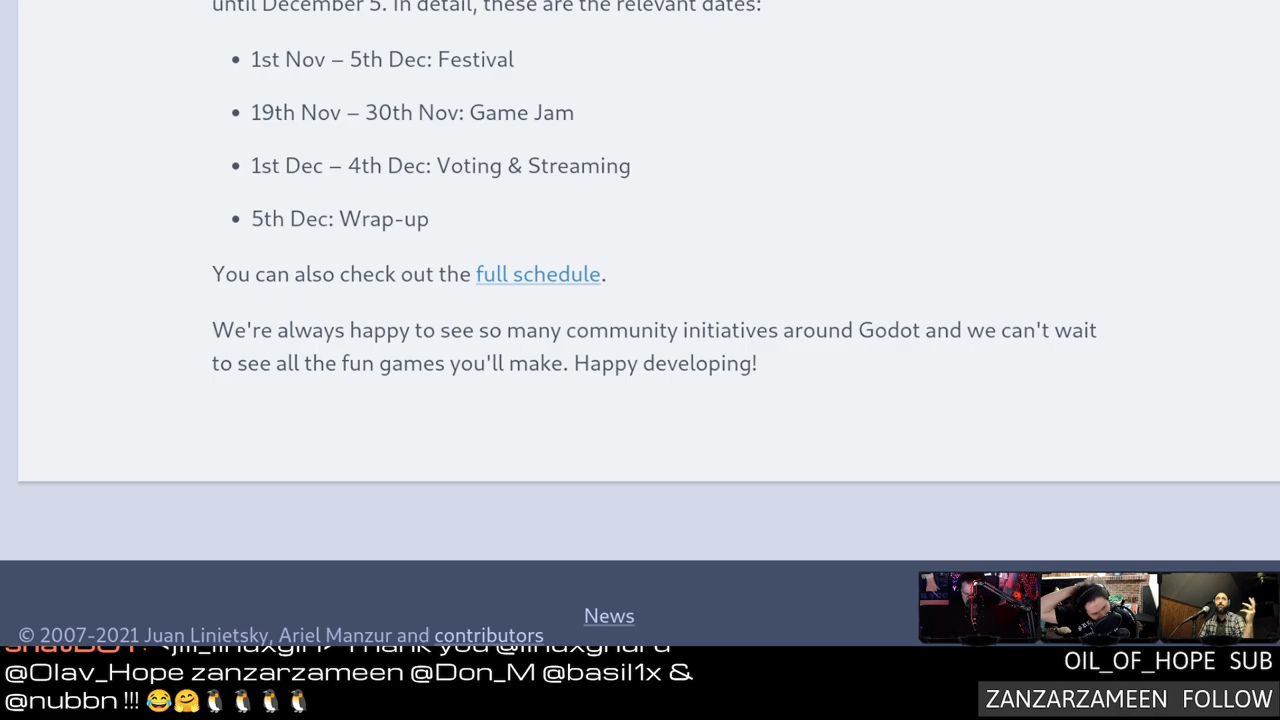 until December 5. In detail, these are the relevant dates:
• 1st Nov – 5th Dec: Festival
• 19th Nov – 30th Nov: Game Jam
• 1st Dec – 4th Dec: Voting & Streaming
• 5th Dec: Wrap-up
You can also check out the full schedule.
We're always happy to see so many community initiatives around Godot and we can't wait
to see all the fun games you'll make. Happy developing!
News
© 2007-2021 Juan Linietsky, Ariel Manzur and contributors
Thank you
@Olav_Hope zanzarzameen @Don_M @basil1x &
@nubbn !!! 😂🤗🐧🐧🐧🐧
OIL_OF_HOPE SUB
ZANZARZAMEEN FOLLOW